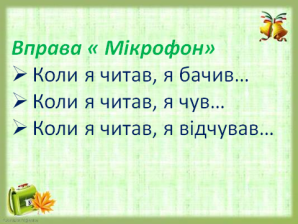 Вправа « Мікрофон»
➢ Коли я читав, я бачив…
➢ Коли я читав, я чув…
➢ Коли я читав, я відчував…